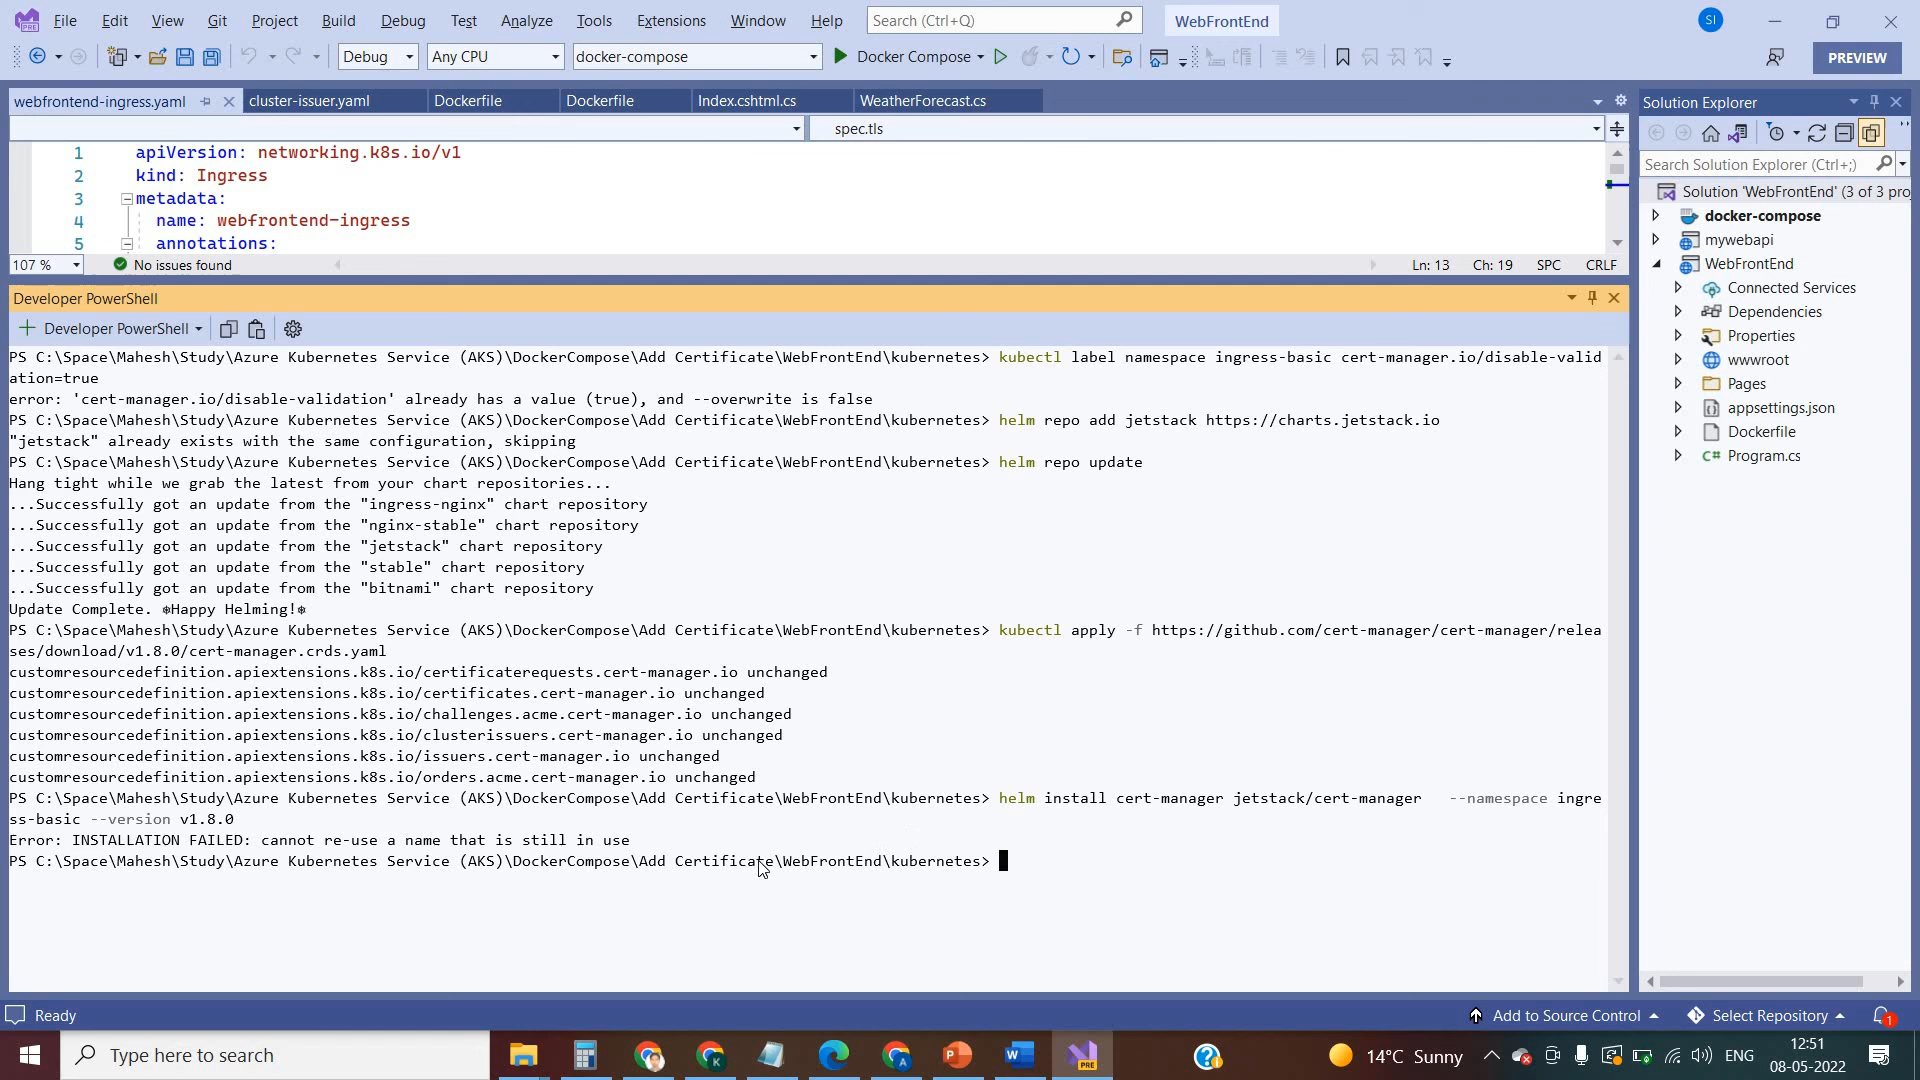 File Edit View Git Project Build Debug Test Analyze Tools Extensions Window Help Search (Ctrl+Q) WebFrontEnd SI
Debug Any CPU docker-compose Docker Compose PREVIEW
webfrontend-ingress.yaml cluster-issuer.yaml Dockerfile Dockerfile Index.cshtml.cs WeatherForecast.cs
spec.tls
1 apiVersion: networking.k8s.io/v1
2 kind: Ingress
3 metadata:
4 name: webfrontend-ingress
5 annotations:
107 % No issues found Ln: 13 Ch: 19 SPC CRLF
Developer PowerShell
Developer PowerShell
PS C:\Space\Mahesh\Study\Azure Kubernetes Service (AKS)\DockerCompose\Add Certificate\WebFrontEnd\kubernetes> kubectl label namespace ingress-basic cert-manager.io/disable-valid
ation=true
error: 'cert-manager.io/disable-validation' already has a value (true), and --overwrite is false
PS C:\Space\Mahesh\Study\Azure Kubernetes Service (AKS)\DockerCompose\Add Certificate\WebFrontEnd\kubernetes> helm repo add jetstack https://charts.jetstack.io
"jetstack" already exists with the same configuration, skipping
PS C:\Space\Mahesh\Study\Azure Kubernetes Service (AKS)\DockerCompose\Add Certificate\WebFrontEnd\kubernetes> helm repo update
Hang tight while we grab the latest from your chart repositories...
...Successfully got an update from the "ingress-nginx" chart repository
...Successfully got an update from the "nginx-stable" chart repository
...Successfully got an update from the "jetstack" chart repository
...Successfully got an update from the "stable" chart repository
...Successfully got an update from the "bitnami" chart repository
Update Complete. ⎈Happy Helming!⎈
PS C:\Space\Mahesh\Study\Azure Kubernetes Service (AKS)\DockerCompose\Add Certificate\WebFrontEnd\kubernetes> kubectl apply -f https://github.com/cert-manager/cert-manager/relea
ses/download/v1.8.0/cert-manager.crds.yaml
customresourcedefinition.apiextensions.k8s.io/certificaterequests.cert-manager.io unchanged
customresourcedefinition.apiextensions.k8s.io/certificates.cert-manager.io unchanged
customresourcedefinition.apiextensions.k8s.io/challenges.acme.cert-manager.io unchanged
customresourcedefinition.apiextensions.k8s.io/clusterissuers.cert-manager.io unchanged
customresourcedefinition.apiextensions.k8s.io/issuers.cert-manager.io unchanged
customresourcedefinition.apiextensions.k8s.io/orders.acme.cert-manager.io unchanged
PS C:\Space\Mahesh\Study\Azure Kubernetes Service (AKS)\DockerCompose\Add Certificate\WebFrontEnd\kubernetes> helm install cert-manager jetstack/cert-manager --namespace ingre
ss-basic --version v1.8.0
Error: INSTALLATION FAILED: cannot re-use a name that is still in use
PS C:\Space\Mahesh\Study\Azure Kubernetes Service (AKS)\DockerCompose\Add Certificate\WebFrontEnd\kubernetes>
Solution Explorer
Search Solution Explorer (Ctrl+;)
Solution 'WebFrontEnd' (3 of 3 pro
docker-compose
mywebapi
WebFrontEnd
Connected Services
Dependencies
Properties
wwwroot
Pages
appsettings.json
Dockerfile
C# Program.cs
Ready Add to Source Control Select Repository 1
Type here to search K A P W PRE 14°C Sunny ENG 12:51
08-05-2022